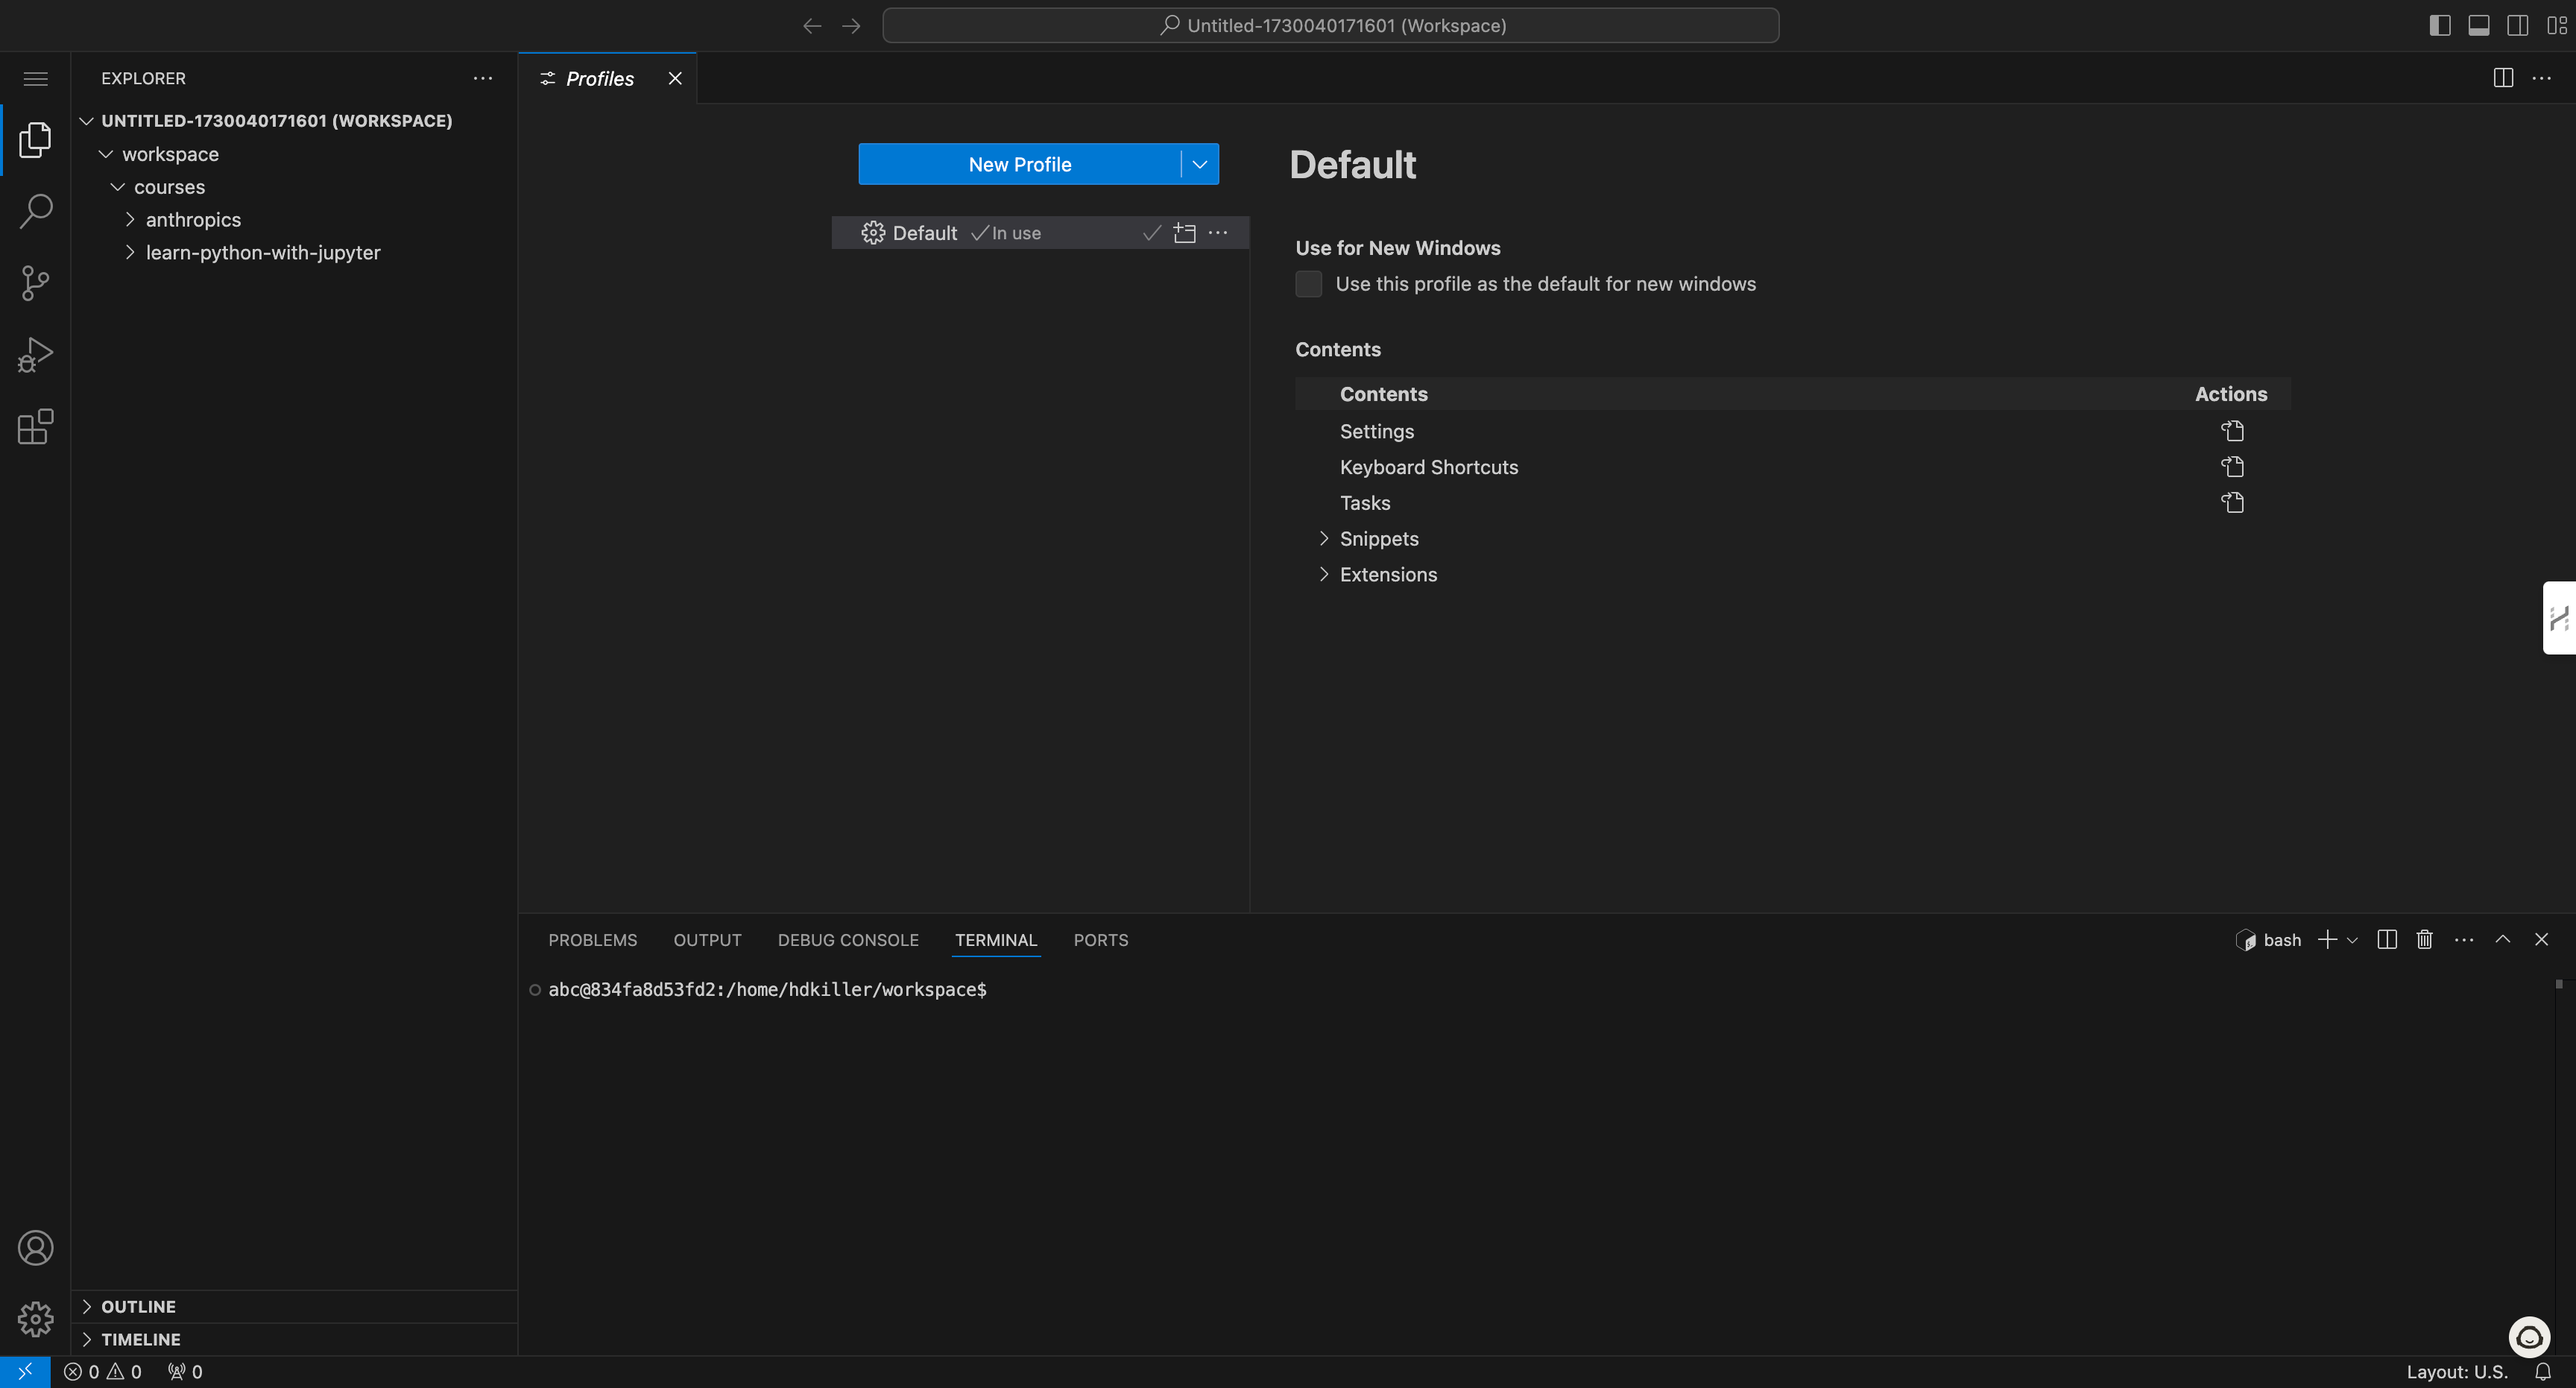 Untitled-1730040171601 (Workspace)
EXPLORER
Profiles
UNTITLED-1730040171601 (WORKSPACE)
workspace
courses
anthropics
learn-python-with-jupyter
New Profile
Default
In use
Default
Use for New Windows
Use this profile as the default for new windows
Contents
Contents Actions
Settings
Keyboard Shortcuts
Tasks
Snippets
Extensions
PROBLEMS OUTPUT DEBUG CONSOLE TERMINAL PORTS
bash
abc@834fa8d53fd2:/home/hdkiller/workspace$
OUTLINE
TIMELINE
0 0 0
Layout: U.S.